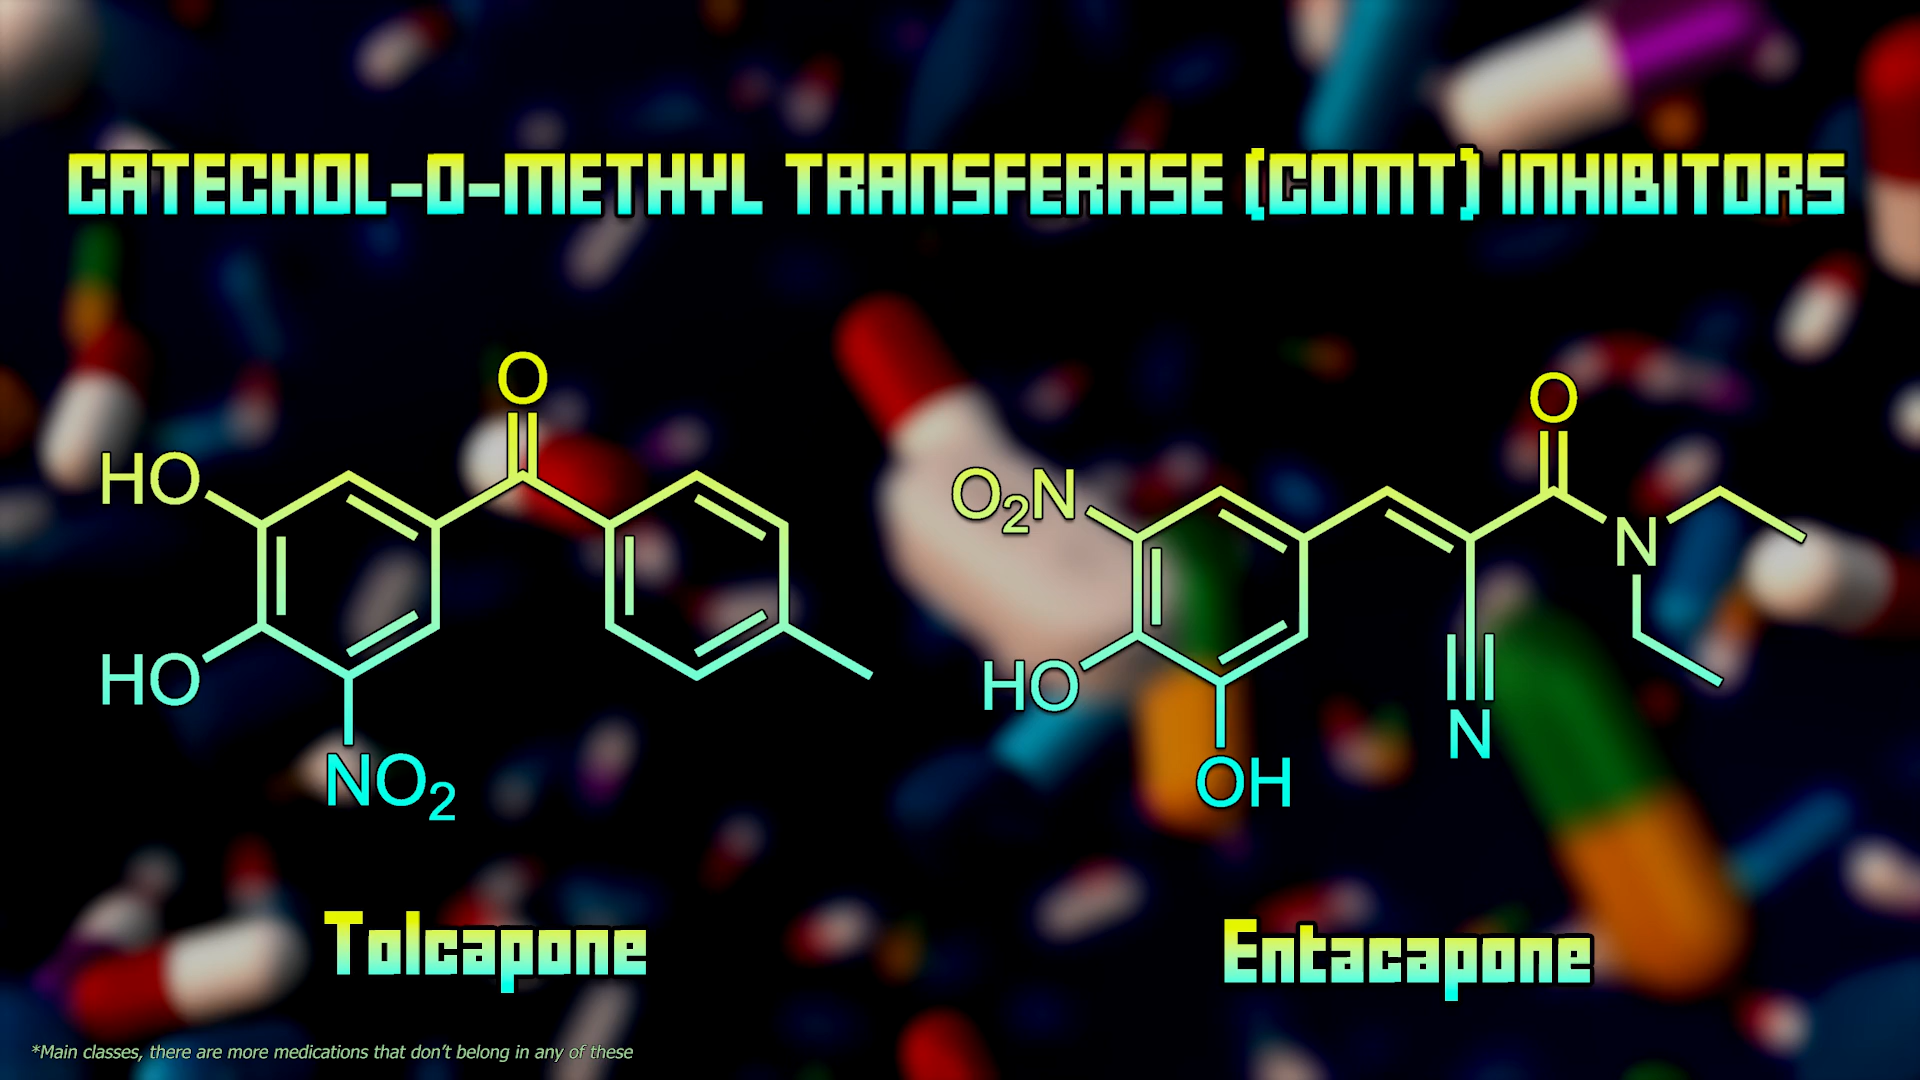 CATECHOL-O-METHYL TRANSFERASE (COMT) INHIBITORS
O
HO
HO
NO2
O
O2N
N
HO
N
OH
Tolcapone
Entacapone
*Main classes, there are more medications that don't belong in any of these